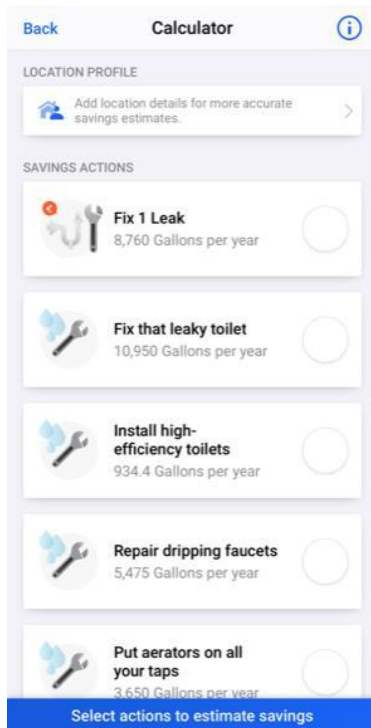 Back
Calculator
LOCATION PROFILE
Add location details for more accurate
savings estimates.
SAVINGS ACTIONS
Fix 1 Leak
8,760 Gallons per year
Fix that leaky toilet
10,950 Gallons per year
Install high-
efficiency toilets
934.4 Gallons per year
Repair dripping faucets
5,475 Gallons per year
Put aerators on all
your taps
3,650 Gallons per year
Select actions to estimate savings